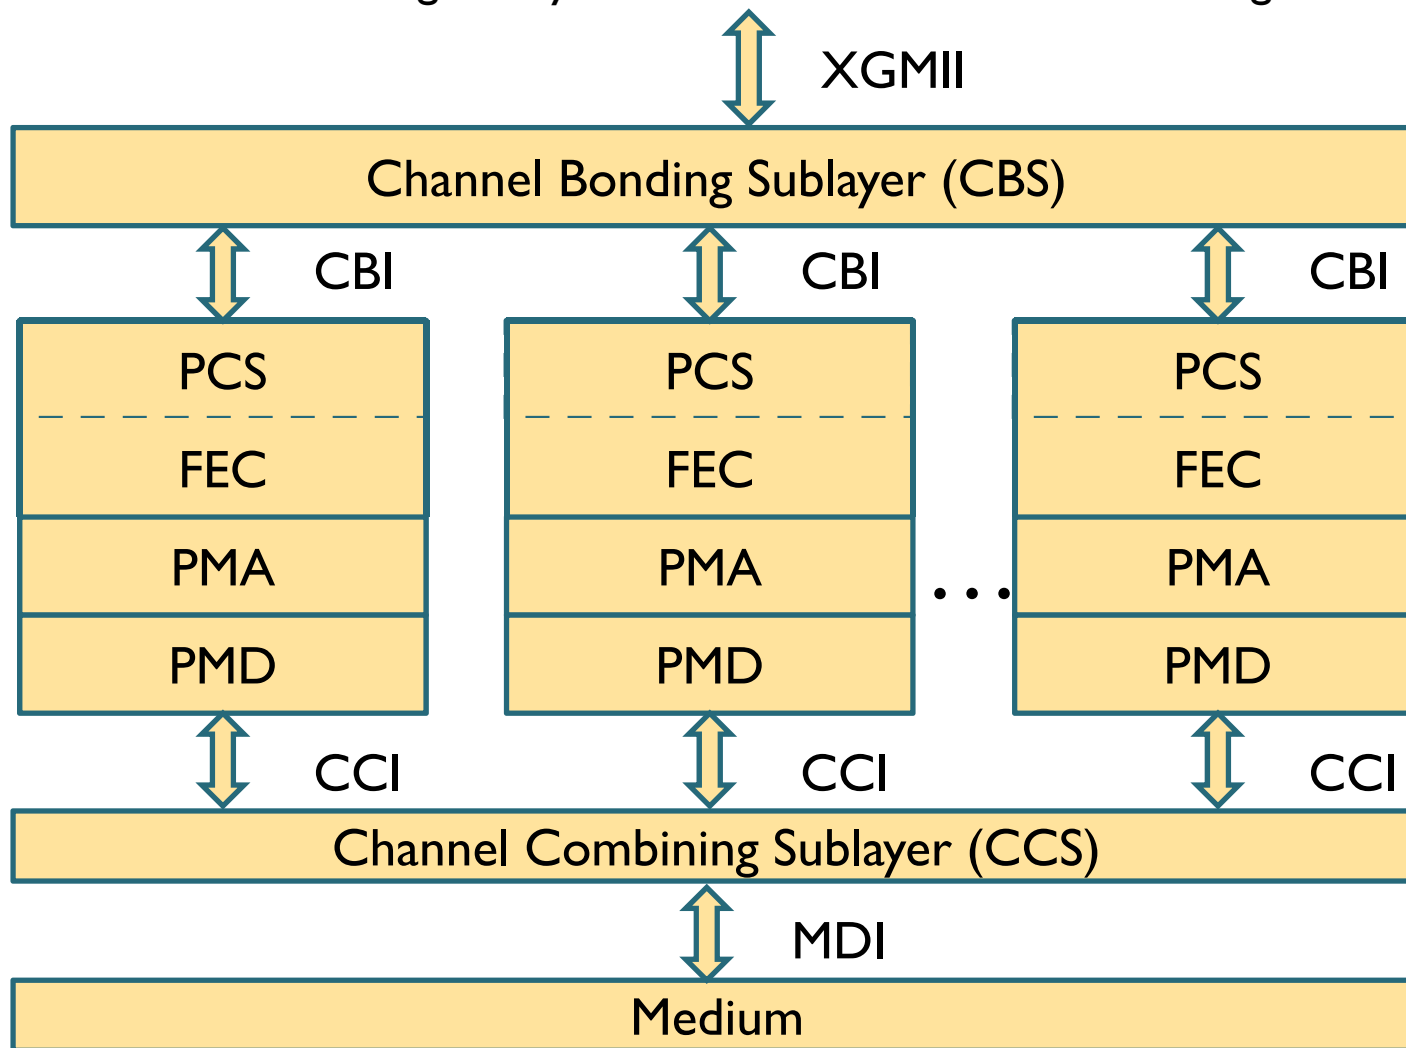 XGMII
Channel Bonding Sublayer (CBS)
CBI CBI CBI
PCS PCS PCS
FEC FEC FEC
PMA PMA PMA
. . .
PMD PMD PMD
CCI CCI CCI
Channel Combining Sublayer (CCS)
MDI
Medium